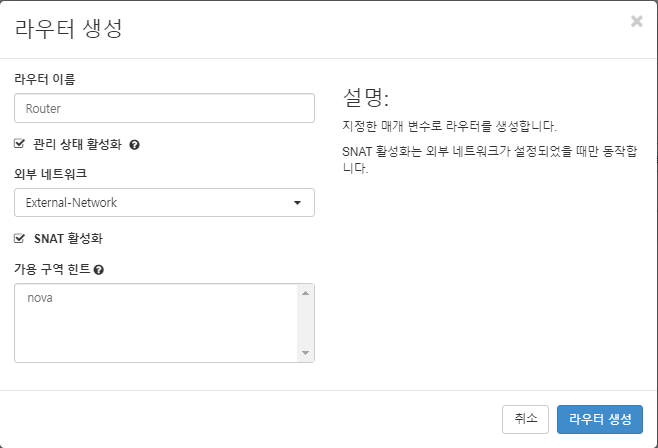 라우터 생성
라우터 이름
Router
관리 상태 활성화
외부 네트워크
External-Network
SNAT 활성화
가용 구역 힌트
nova
설명:
지정한 매개 변수로 라우터를 생성합니다.
SNAT 활성화는 외부 네트워크가 설정되었을 때만 동작합
니다.
취소
라우터 생성